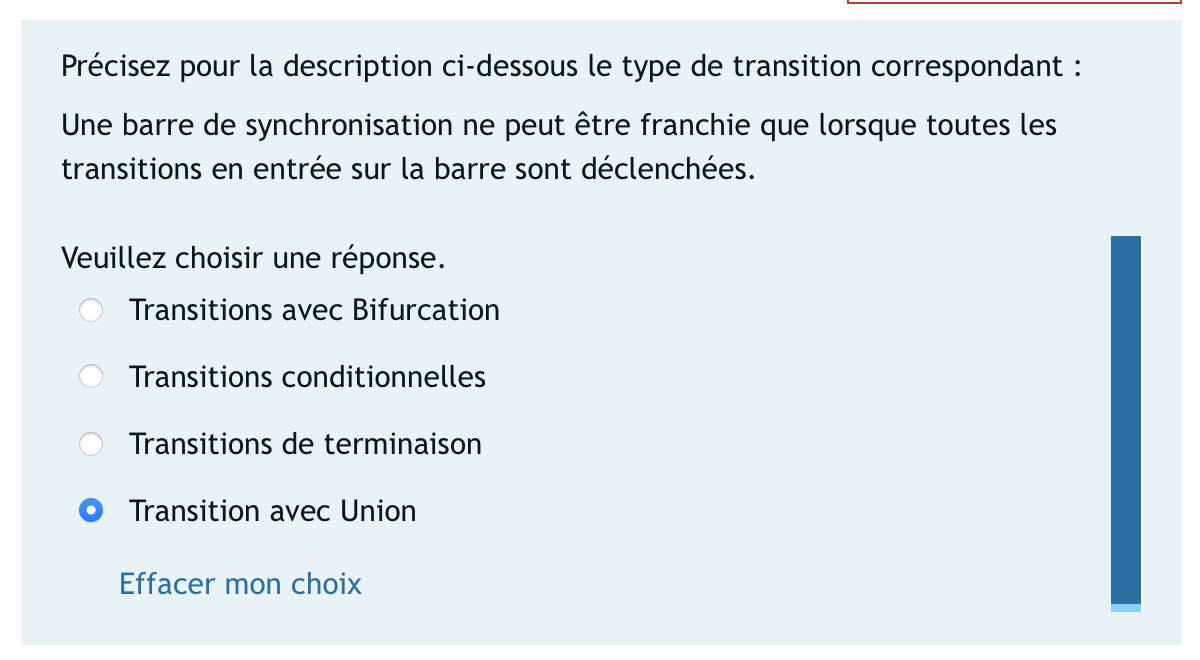 Précisez pour la description ci-dessous le type de transition correspondant :
Une barre de synchronisation ne peut être franchie que lorsque toutes les
transitions en entrée sur la barre sont déclenchées.
Veuillez choisir une réponse.
Transitions avec Bifurcation
Transitions conditionnelles
Transitions de terminaison
Transition avec Union
Effacer mon choix